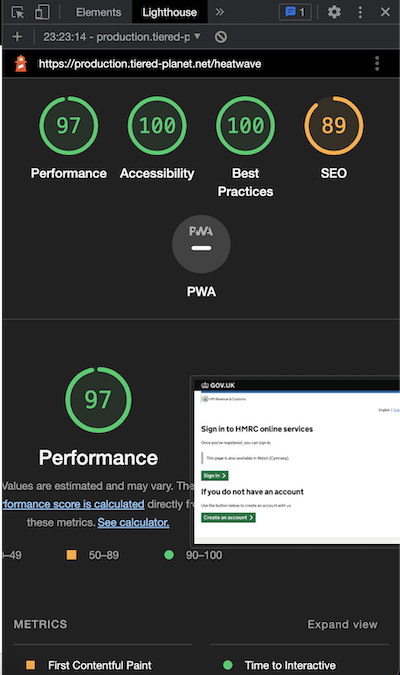 Elements Lighthouse » 1
+ 23:23:14 - production.tiered-p
https://production.tiered-planet.net/heatwave
97 100 100 89
Performance Accessibility Best Practices SEO
PWA
PWA
97
Performance
Values are estimated and may vary. The
formance score is calculated directly fr
these metrics. See calculator.
–49 50–89 90–100
GOV.UK
HM Revenue & Customs
English
Sign in to HMRC online services
Once you've registered, you can sign in.
This page is also available in Welsh (Cymraeg).
Sign in
If you do not have an account
Use the button below to create an account with us
Create an account
METRICS Expand view
First Contentful Paint Time to Interactive